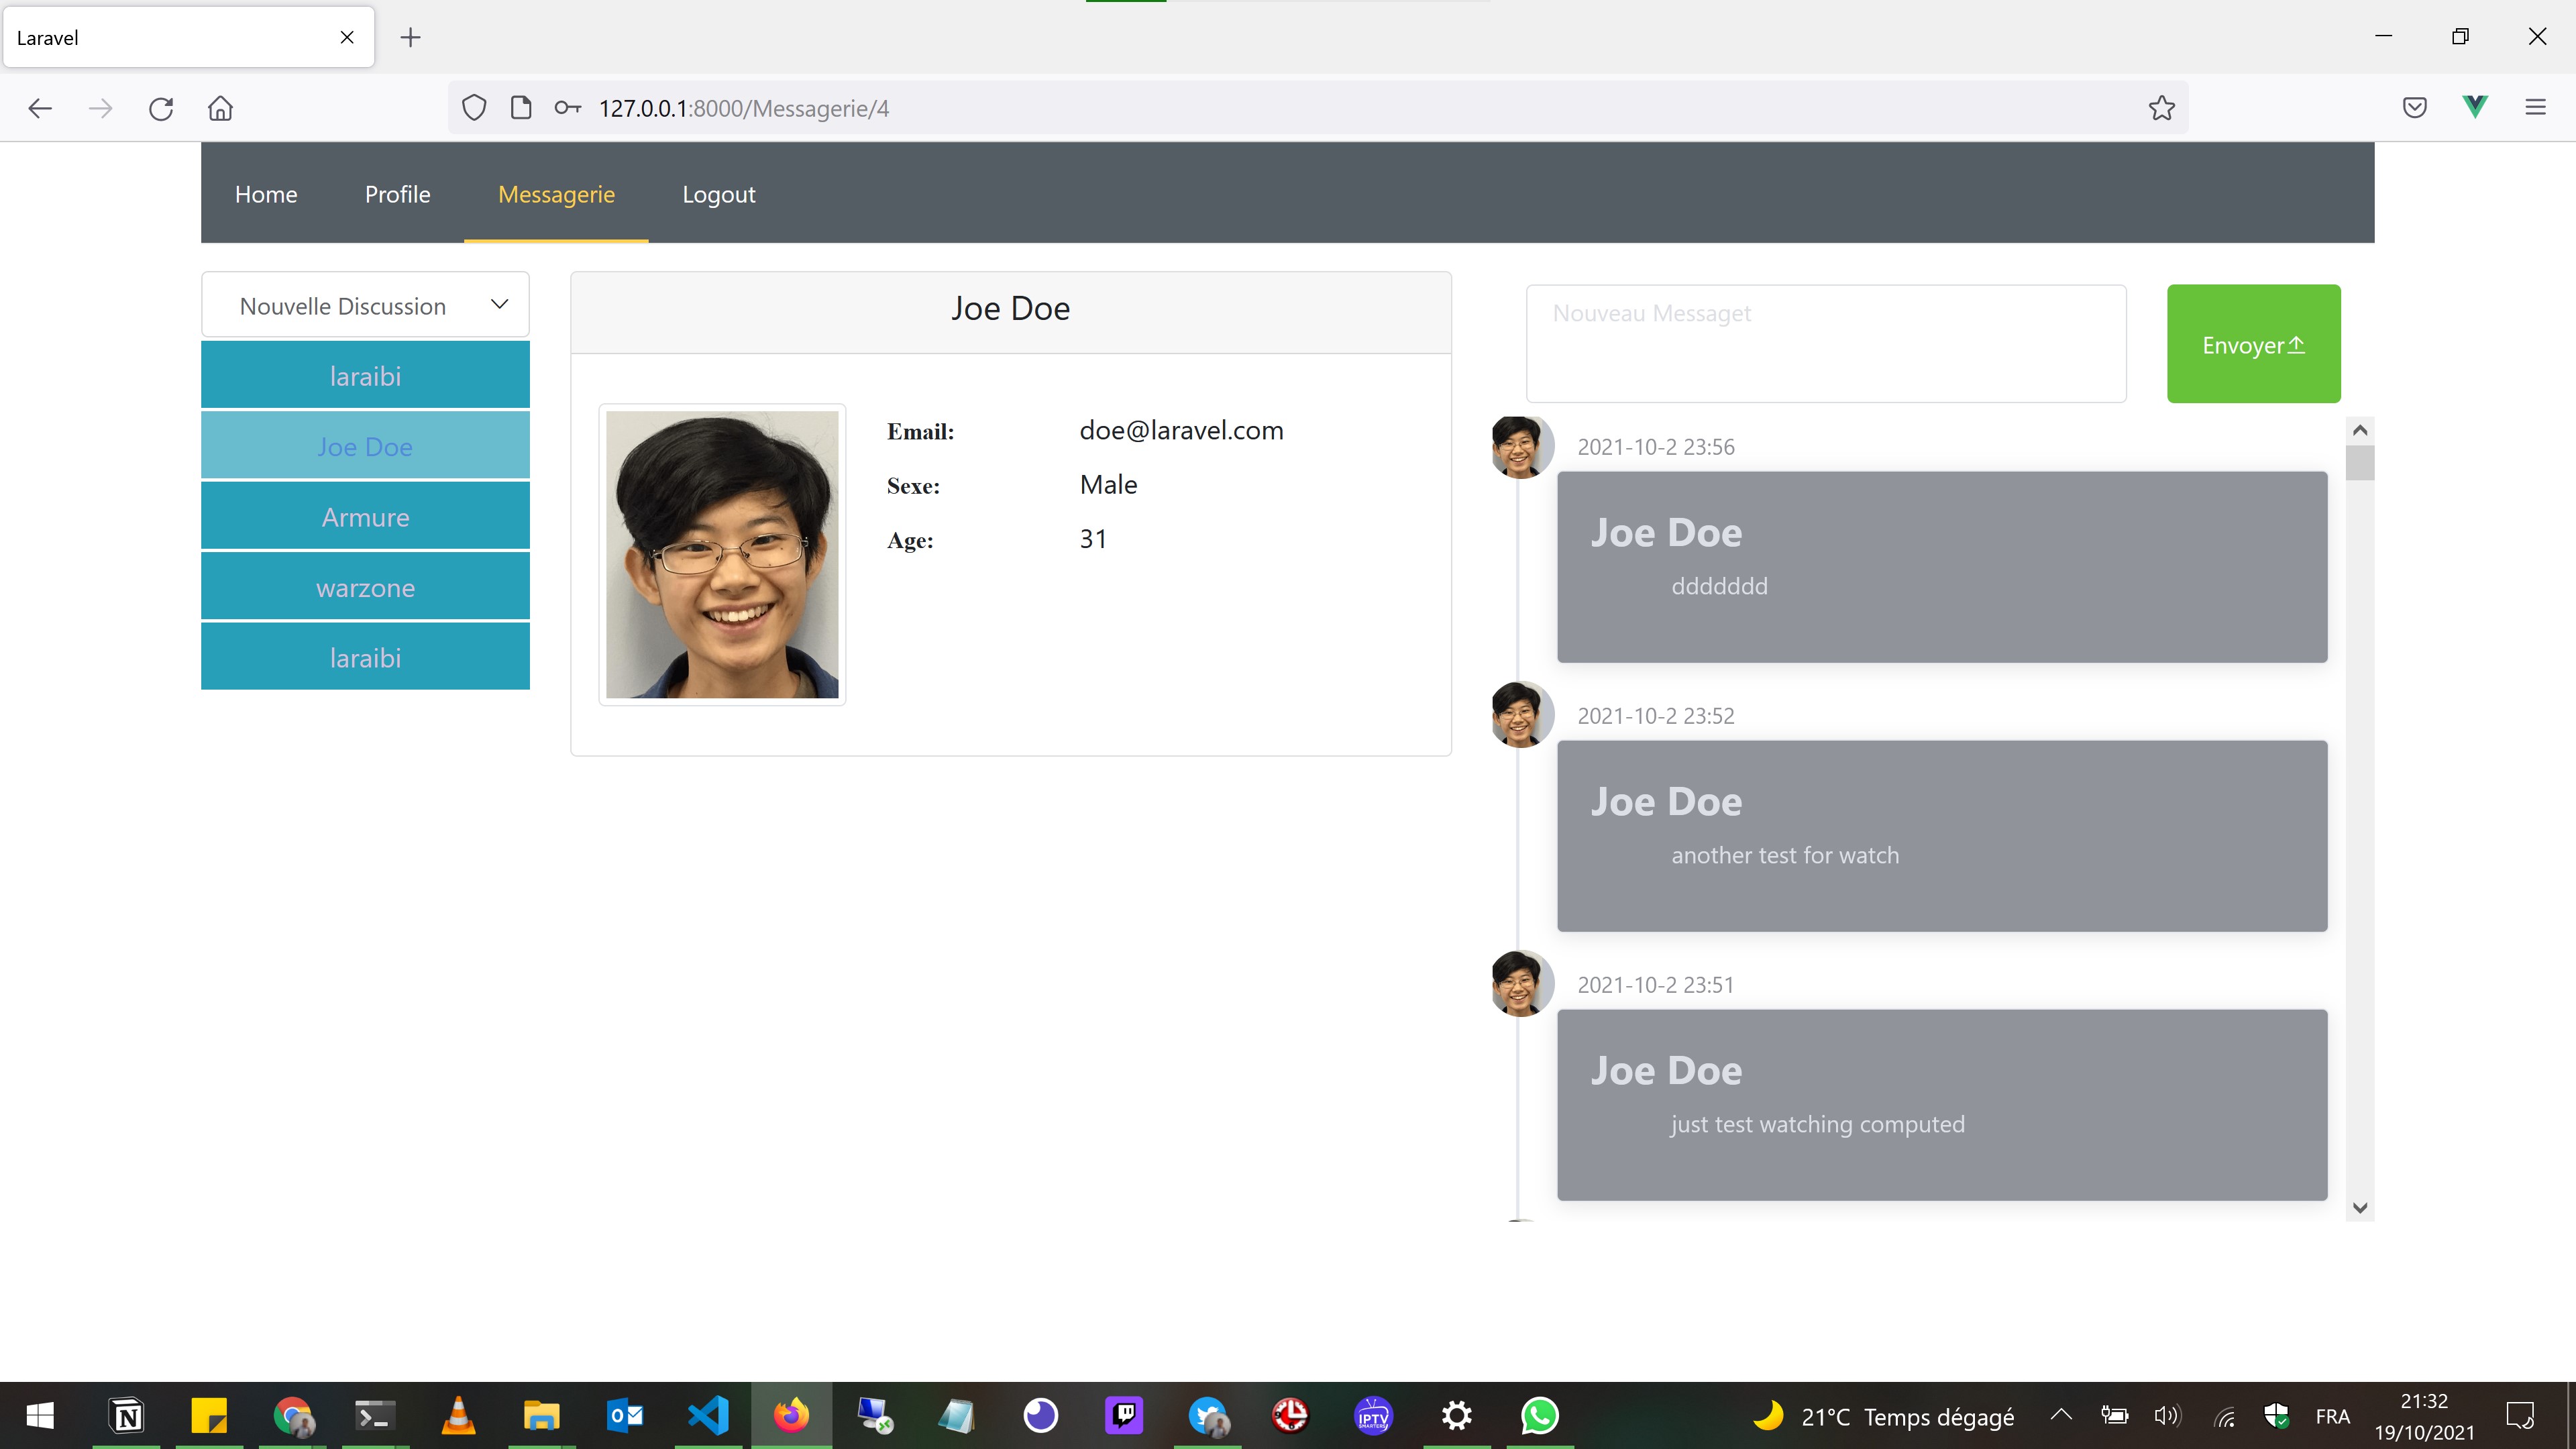 Laravel
127.0.0.1:8000/Messagerie/4
Home Profile Messagerie Logout
Nouvelle Discussion
laraibi
Joe Doe
Armure
warzone
laraibi
Joe Doe
Email: doe@laravel.com
Sexe: Male
Age: 31
Nouveau Messaget
Envoyer
2021-10-2 23:56
Joe Doe
ddddddd
2021-10-2 23:52
Joe Doe
another test for watch
2021-10-2 23:51
Joe Doe
just test watching computed
IPTV
SMARTERS
21°C Temps dégagé
FRA
21:32
19/10/2021